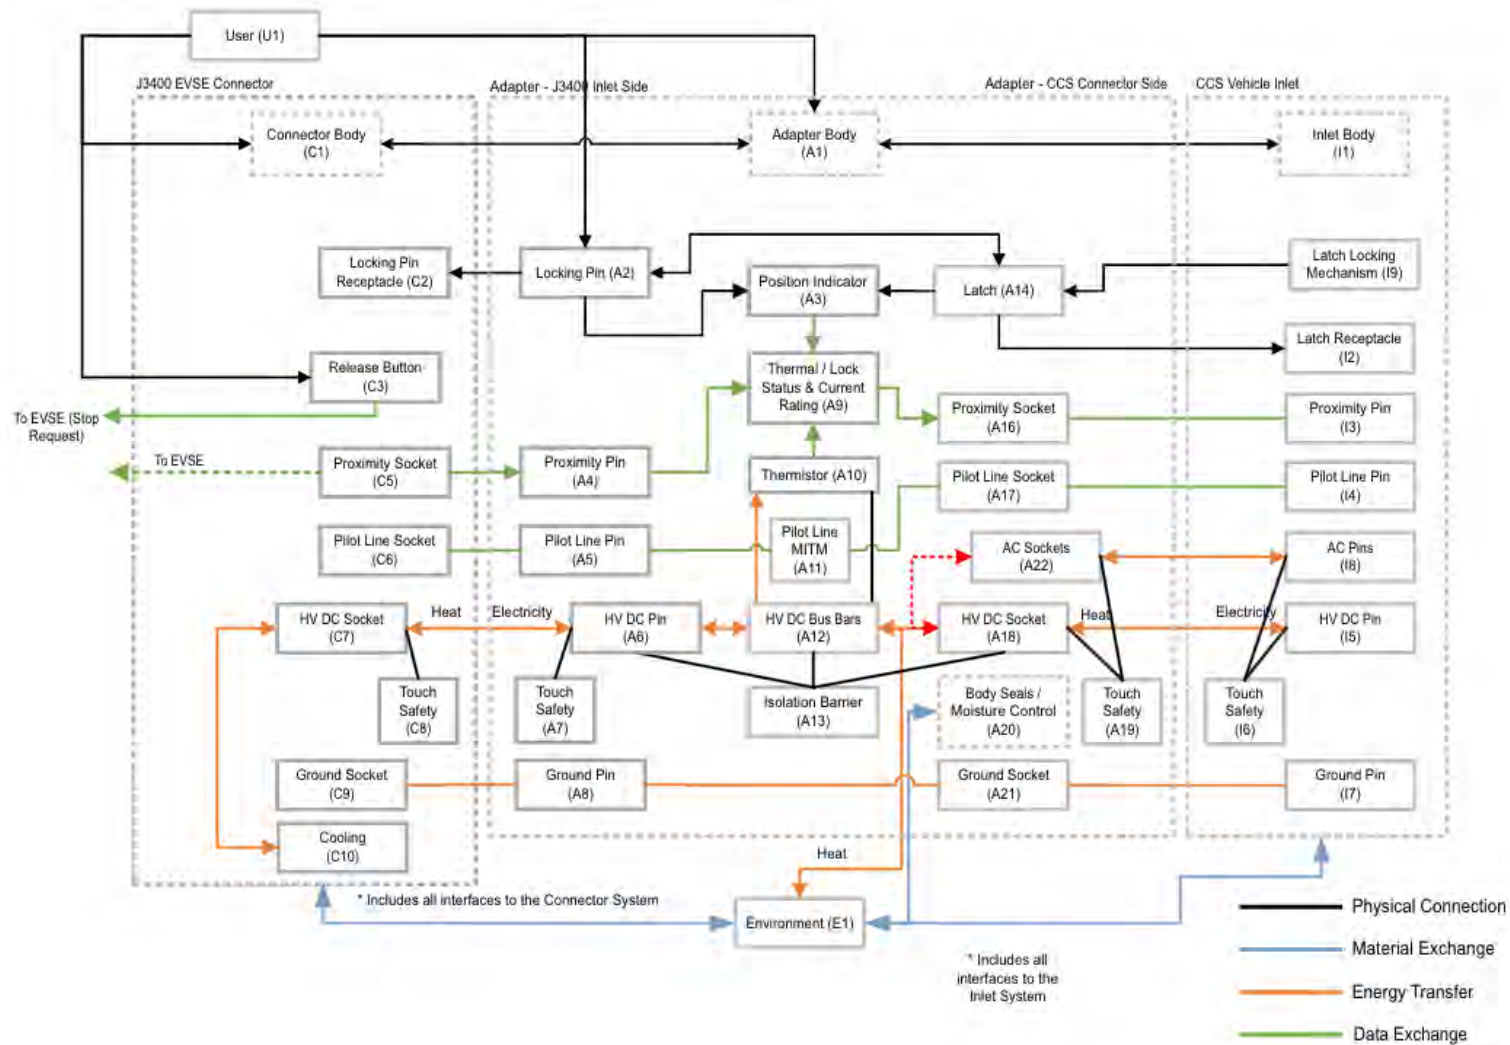 User (U1)
J3400 EVSE Connector
Adapter - J3400 Inlet Side
Adapter - CCS Connector Side
CCS Vehicle Inlet
Connector Body
(C1)
Adapter Body
(A1)
Inlet Body
(I1)
Locking Pin
Receptacle (C2)
Locking Pin (A2)
Position Indicator
(A3)
Latch (A14)
Latch Locking
Mechanism (I9)
Latch Receptacle
(I2)
Release Button
(C3)
Thermal / Lock
Status & Current
Rating (A9)
To EVSE (Stop
Request)
Proximity Socket
(A16)
Proximity Pin
(I3)
To EVSE
Proximity Socket
(C5)
Proximity Pin
(A4)
Thermistor (A10)
Pilot Line Socket
(A17)
Pilot Line Pin
(I4)
Pilot Line Socket
(C6)
Pilot Line Pin
(A5)
Pilot Line
MITM
(A11)
AC Sockets
(A22)
AC Pins
(I8)
HV DC Socket
(C7)
Heat
Electricity
HV DC Pin
(A6)
HV DC Bus Bars
(A12)
HV DC Socket
(A18)
Heat
Electricity
HV DC Pin
(I5)
Touch
Safety
(C8)
Touch
Safety
(A7)
Isolation Barrier
(A13)
Body Seals /
Moisture Control
(A20)
Touch
Safety
(A19)
Touch
Safety
(I6)
Ground Socket
(C9)
Ground Pin
(A8)
Ground Socket
(A21)
Ground Pin
(I7)
Cooling
(C10)
Heat
* Includes all interfaces to the Connector System
Environment (E1)
* Includes all
interfaces to the
Inlet System
Physical Connection
Material Exchange
Energy Transfer
Data Exchange